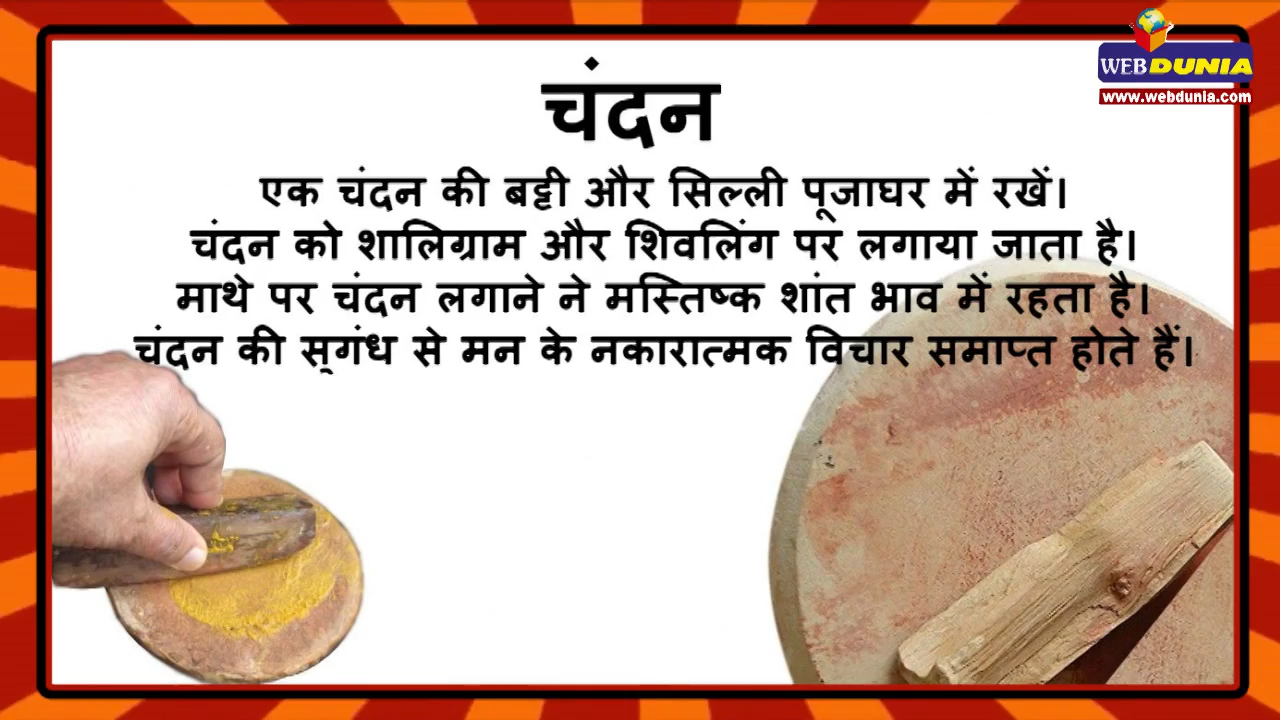 WEBDUNIA
www.webdunia.com
चंदन
एक चंदन की बट्टी और सिल्ली पूजाघर में रखें।
चंदन को शालिग्राम और शिवलिंग पर लगाया जाता है।
माथे पर चंदन लगाने ने मस्तिष्क शांत भाव में रहता है।
चंदन की सुगंध से मन के नकारात्मक विचार समाप्त होते हैं।